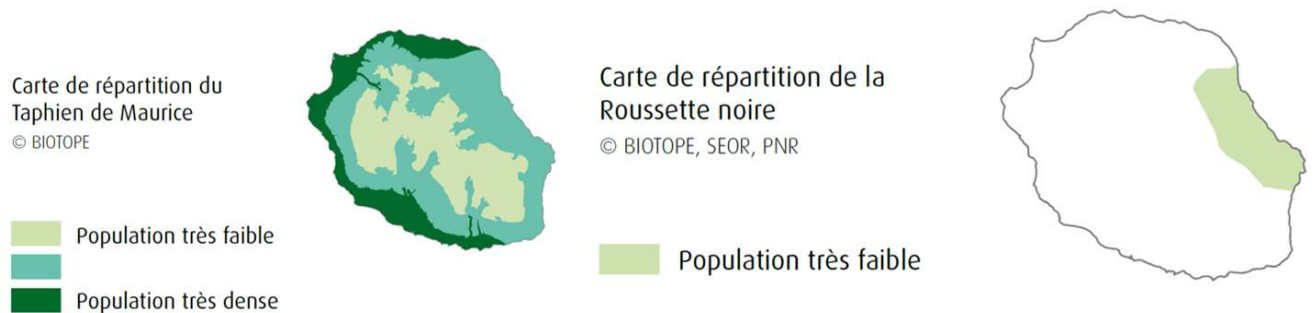 Carte de répartition du
Taphien de Maurice
© BIOTOPE
Population très faible
Population très dense
Carte de répartition de la
Roussette noire
© BIOTOPE, SEOR, PNR
Population très faible